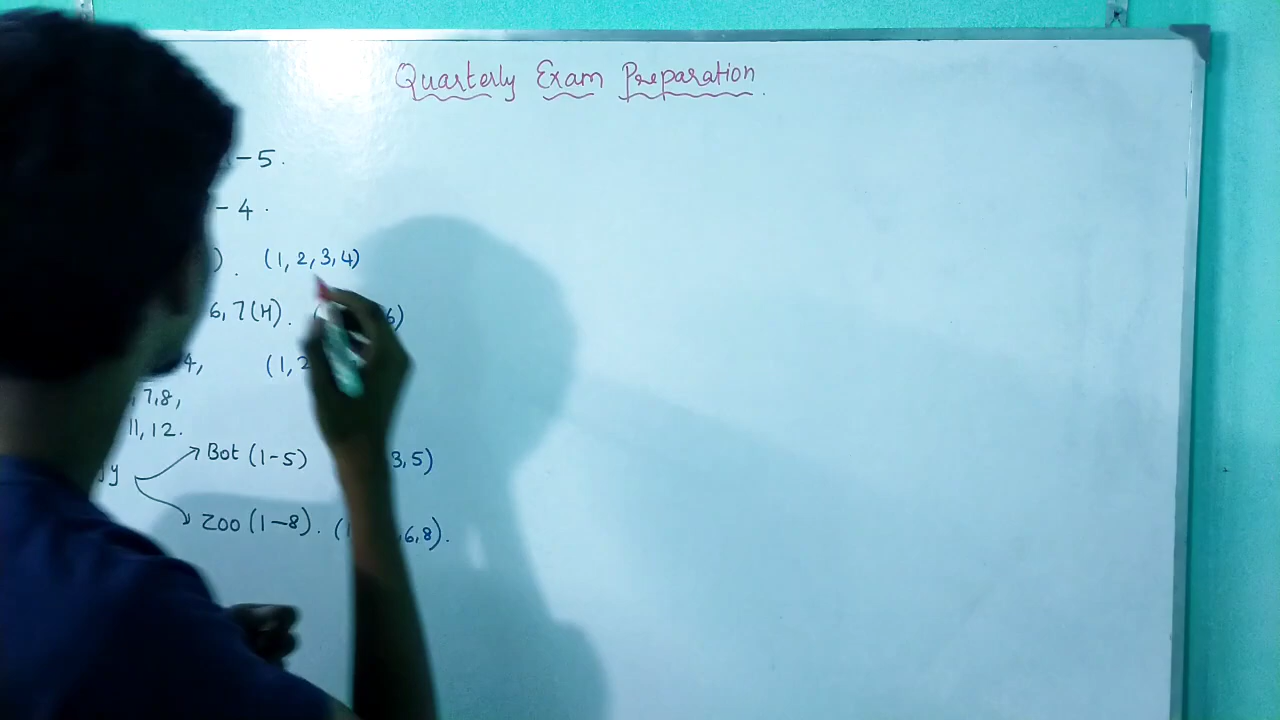 Quarterly Exam Preparation.
-5.
-4.
). (1,2,3,4)
6,7(H). ( 6)
4, (1,2
7,8,
11,12.
Bot (1-5) 3,5)
Zoo (1-8). ( ,6,8).